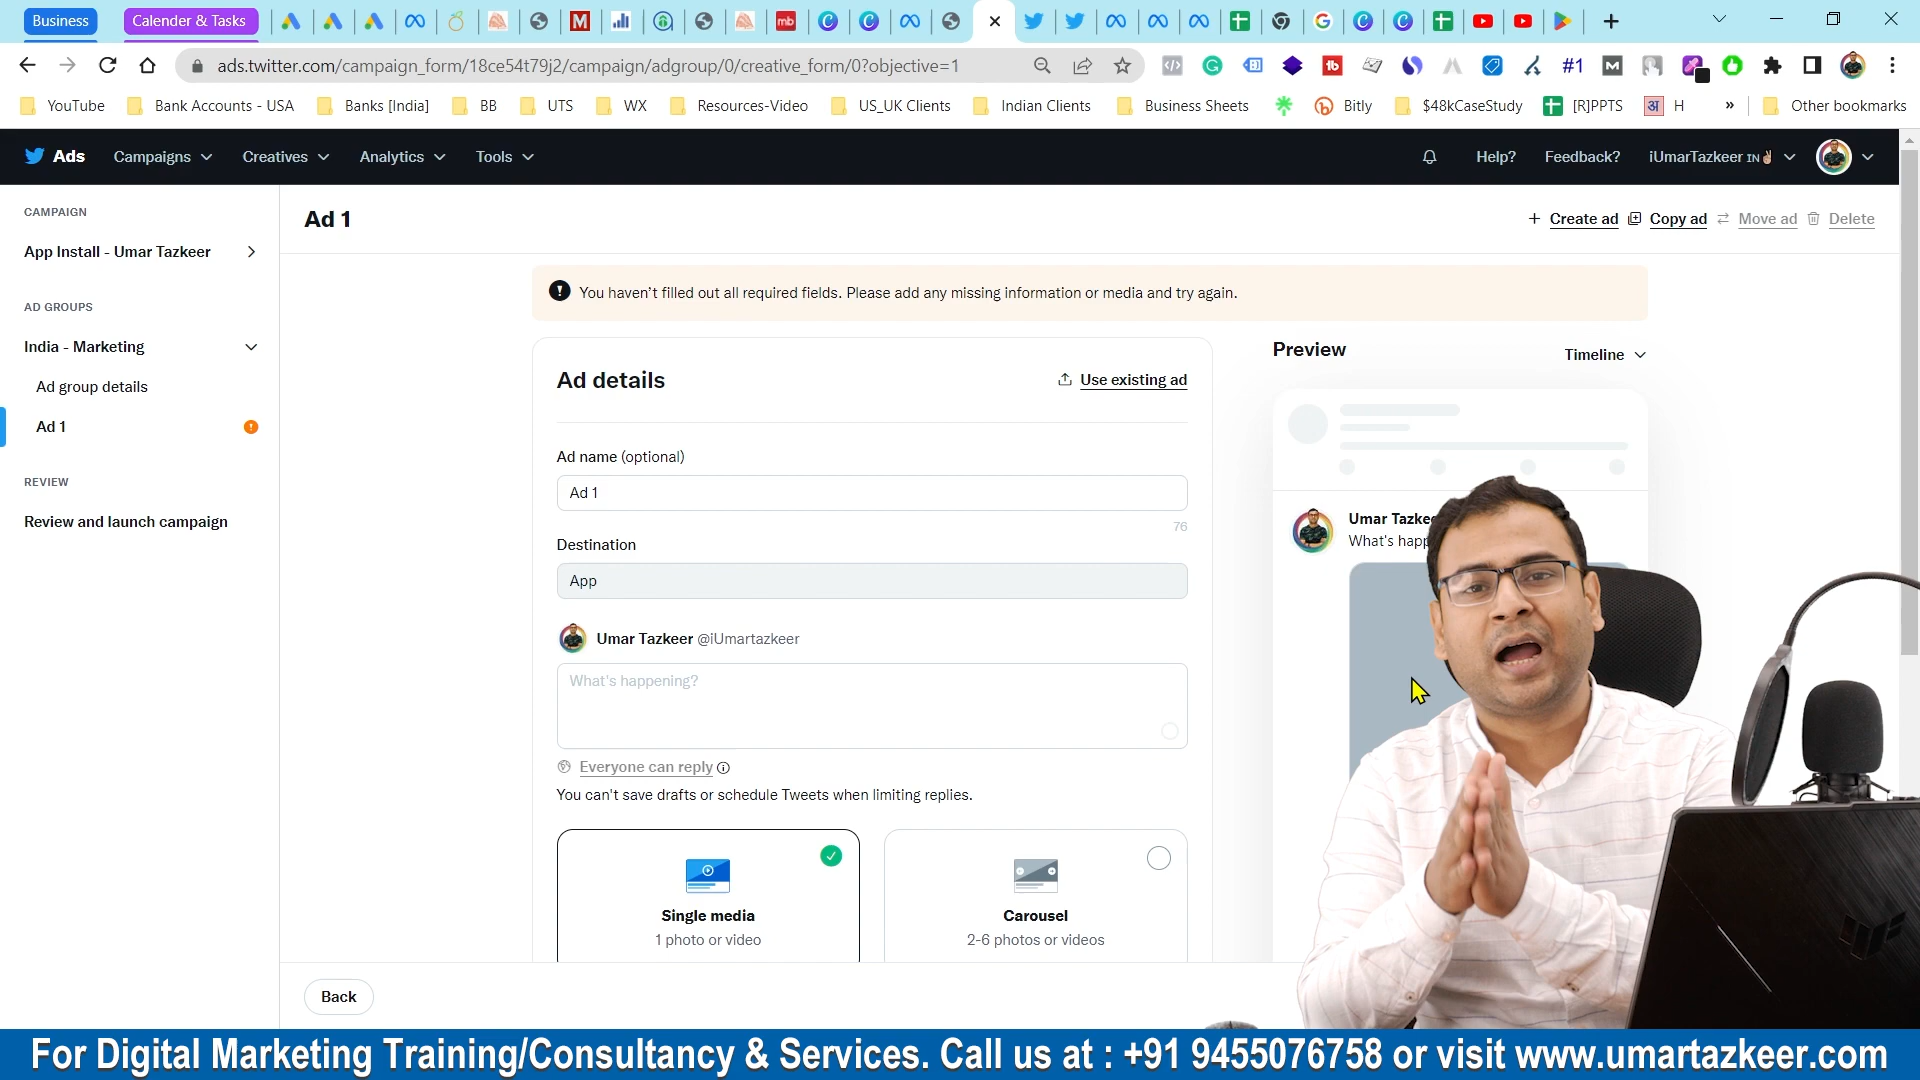 Business
Calender & Tasks
ads.twitter.com/campaign_form/18ce54t79j2/campaign/adgroup/0/creative_form/0?objective=1
#1
YouTube
Bank Accounts - USA
Banks [India]
BB
UTS
WX
Resources-Video
US_UK Clients
Indian Clients
Business Sheets
Bitly
$48kCaseStudy
[R]PPTS
H
»
Other bookmarks
Ads
Campaigns
Creatives
Analytics
Tools
Help?
Feedback?
iUmarTazkeer IN
CAMPAIGN
App Install - Umar Tazkeer
AD GROUPS
India - Marketing
Ad group details
Ad 1
REVIEW
Review and launch campaign
Ad 1
+ Create ad
Copy ad
Move ad
Delete
You haven't filled out all required fields. Please add any missing information or media and try again.
Ad details
Use existing ad
Ad name (optional)
Ad 1
76
Destination
App
Umar Tazkeer @iUmartazkeer
What's happening?
Everyone can reply
You can't save drafts or schedule Tweets when limiting replies.
Single media
1 photo or video
Carousel
2-6 photos or videos
Preview
Timeline
Umar Tazkee
What's happ
Back
For Digital Marketing Training/Consultancy & Services. Call us at : +91 9455076758 or visit www.umartazkeer.com